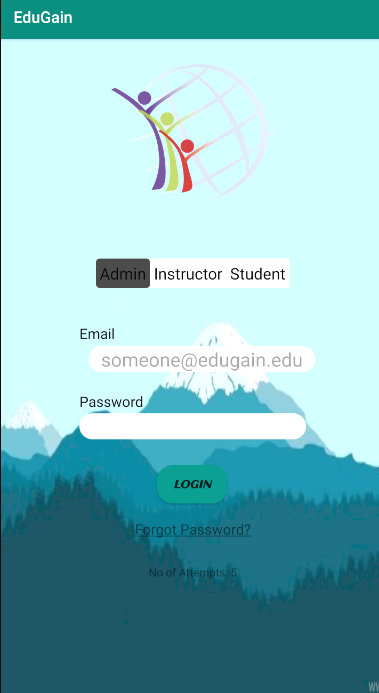 EduGain
Admin Instructor Student
Email
someone@edugain.edu
Password
LOGIN
Forgot Password?
No of Attempts: 5